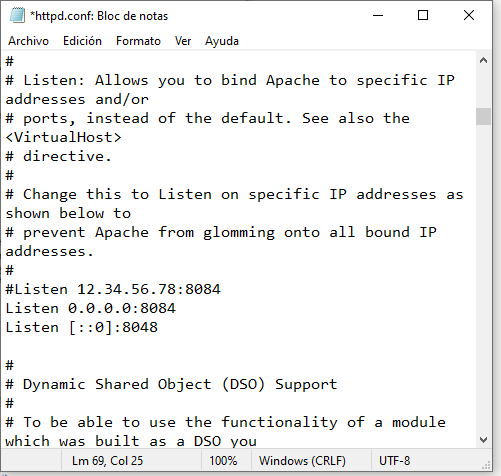 *httpd.conf: Bloc de notas
Archivo Edición Formato Ver Ayuda
#
# Listen: Allows you to bind Apache to specific IP
addresses and/or
# ports, instead of the default. See also the
<VirtualHost>
# directive.
#
# Change this to Listen on specific IP addresses as
shown below to
# prevent Apache from glomming onto all bound IP
addresses.
#
#Listen 12.34.56.78:8084
Listen 0.0.0.0:8084
Listen [::0]:8048
#
# Dynamic Shared Object (DSO) Support
#
# To be able to use the functionality of a module
which was built as a DSO you
Lm 69, Col 25 100% Windows (CRLF) UTF-8